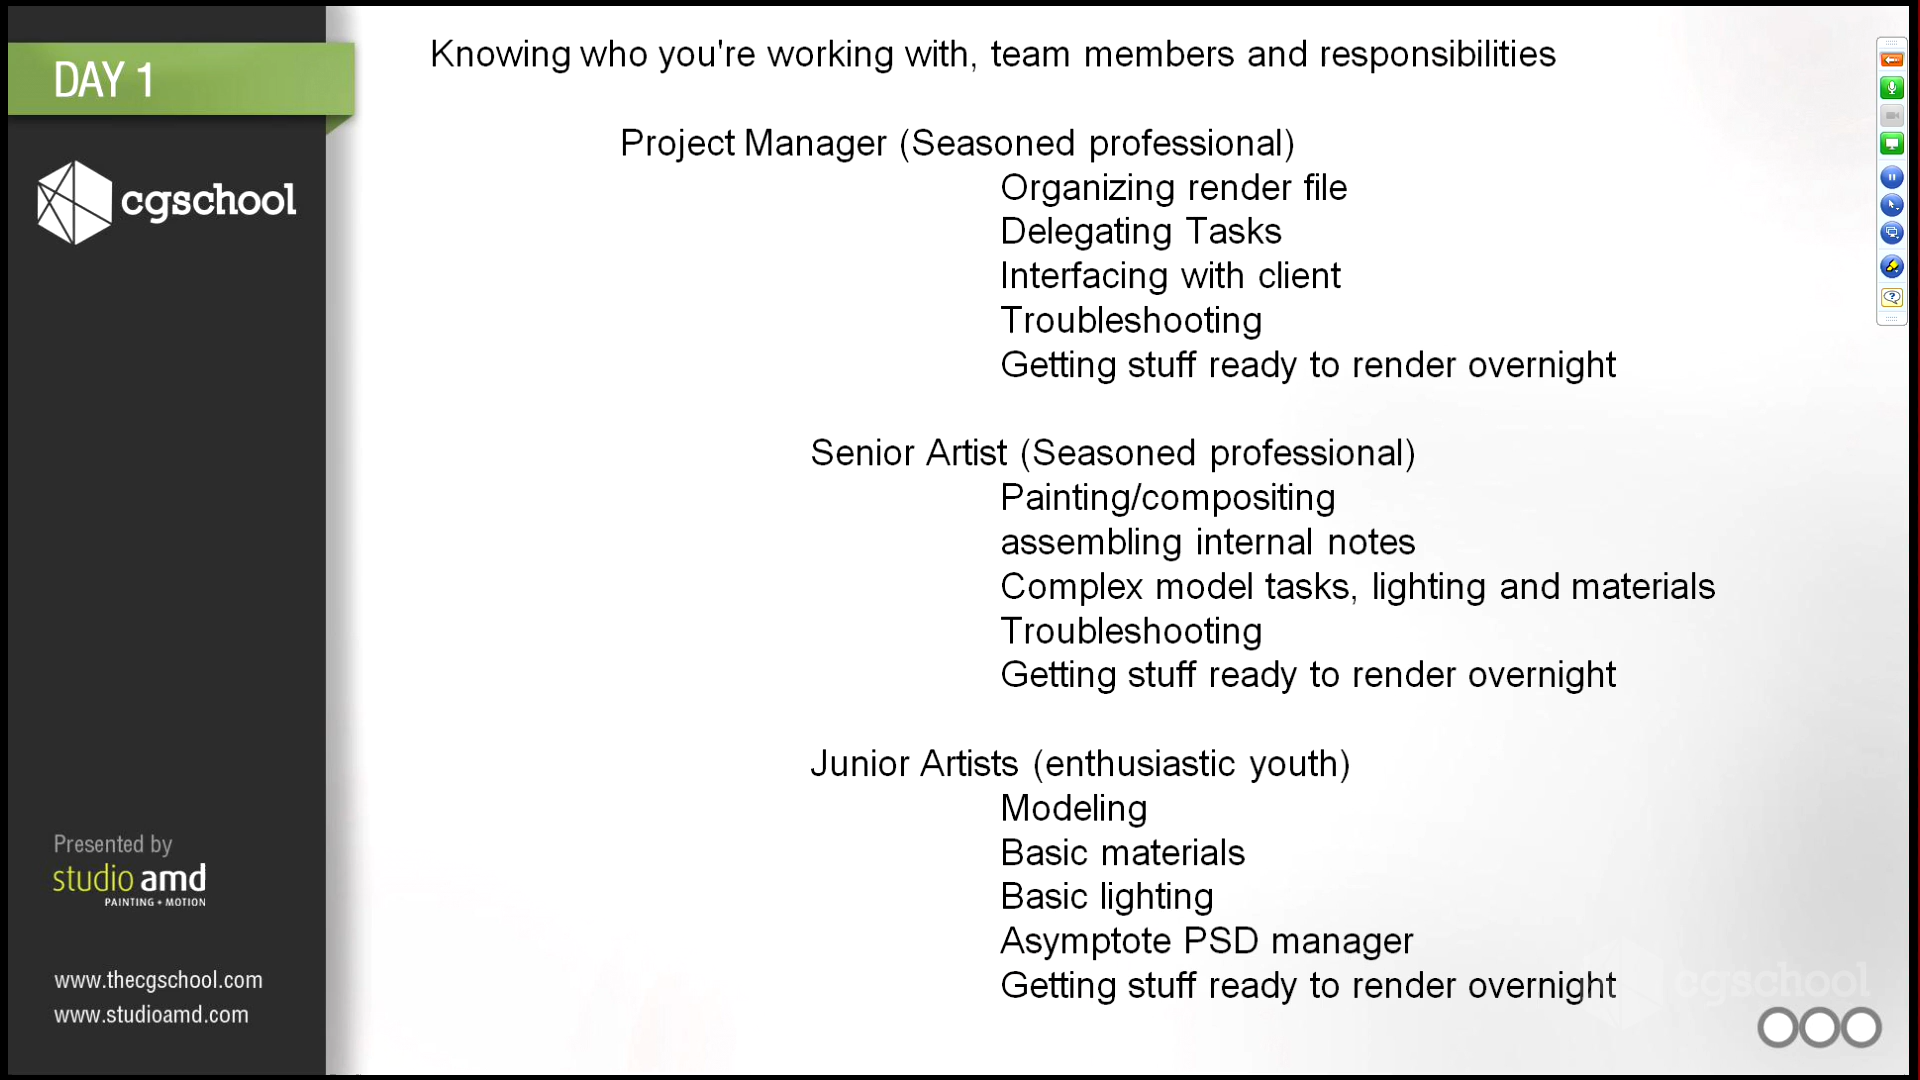 DAY 1
cgschool
Presented by
studio amd
PAINTING + MOTION
www.thecgschool.com
www.studioamd.com
Knowing who you're working with, team members and responsibilities
Project Manager (Seasoned professional)
Organizing render file
Delegating Tasks
Interfacing with client
Troubleshooting
Getting stuff ready to render overnight
Senior Artist (Seasoned professional)
Painting/compositing
assembling internal notes
Complex model tasks, lighting and materials
Troubleshooting
Getting stuff ready to render overnight
Junior Artists (enthusiastic youth)
Modeling
Basic materials
Basic lighting
Asymptote PSD manager
Getting stuff ready to render overnight
cgschool